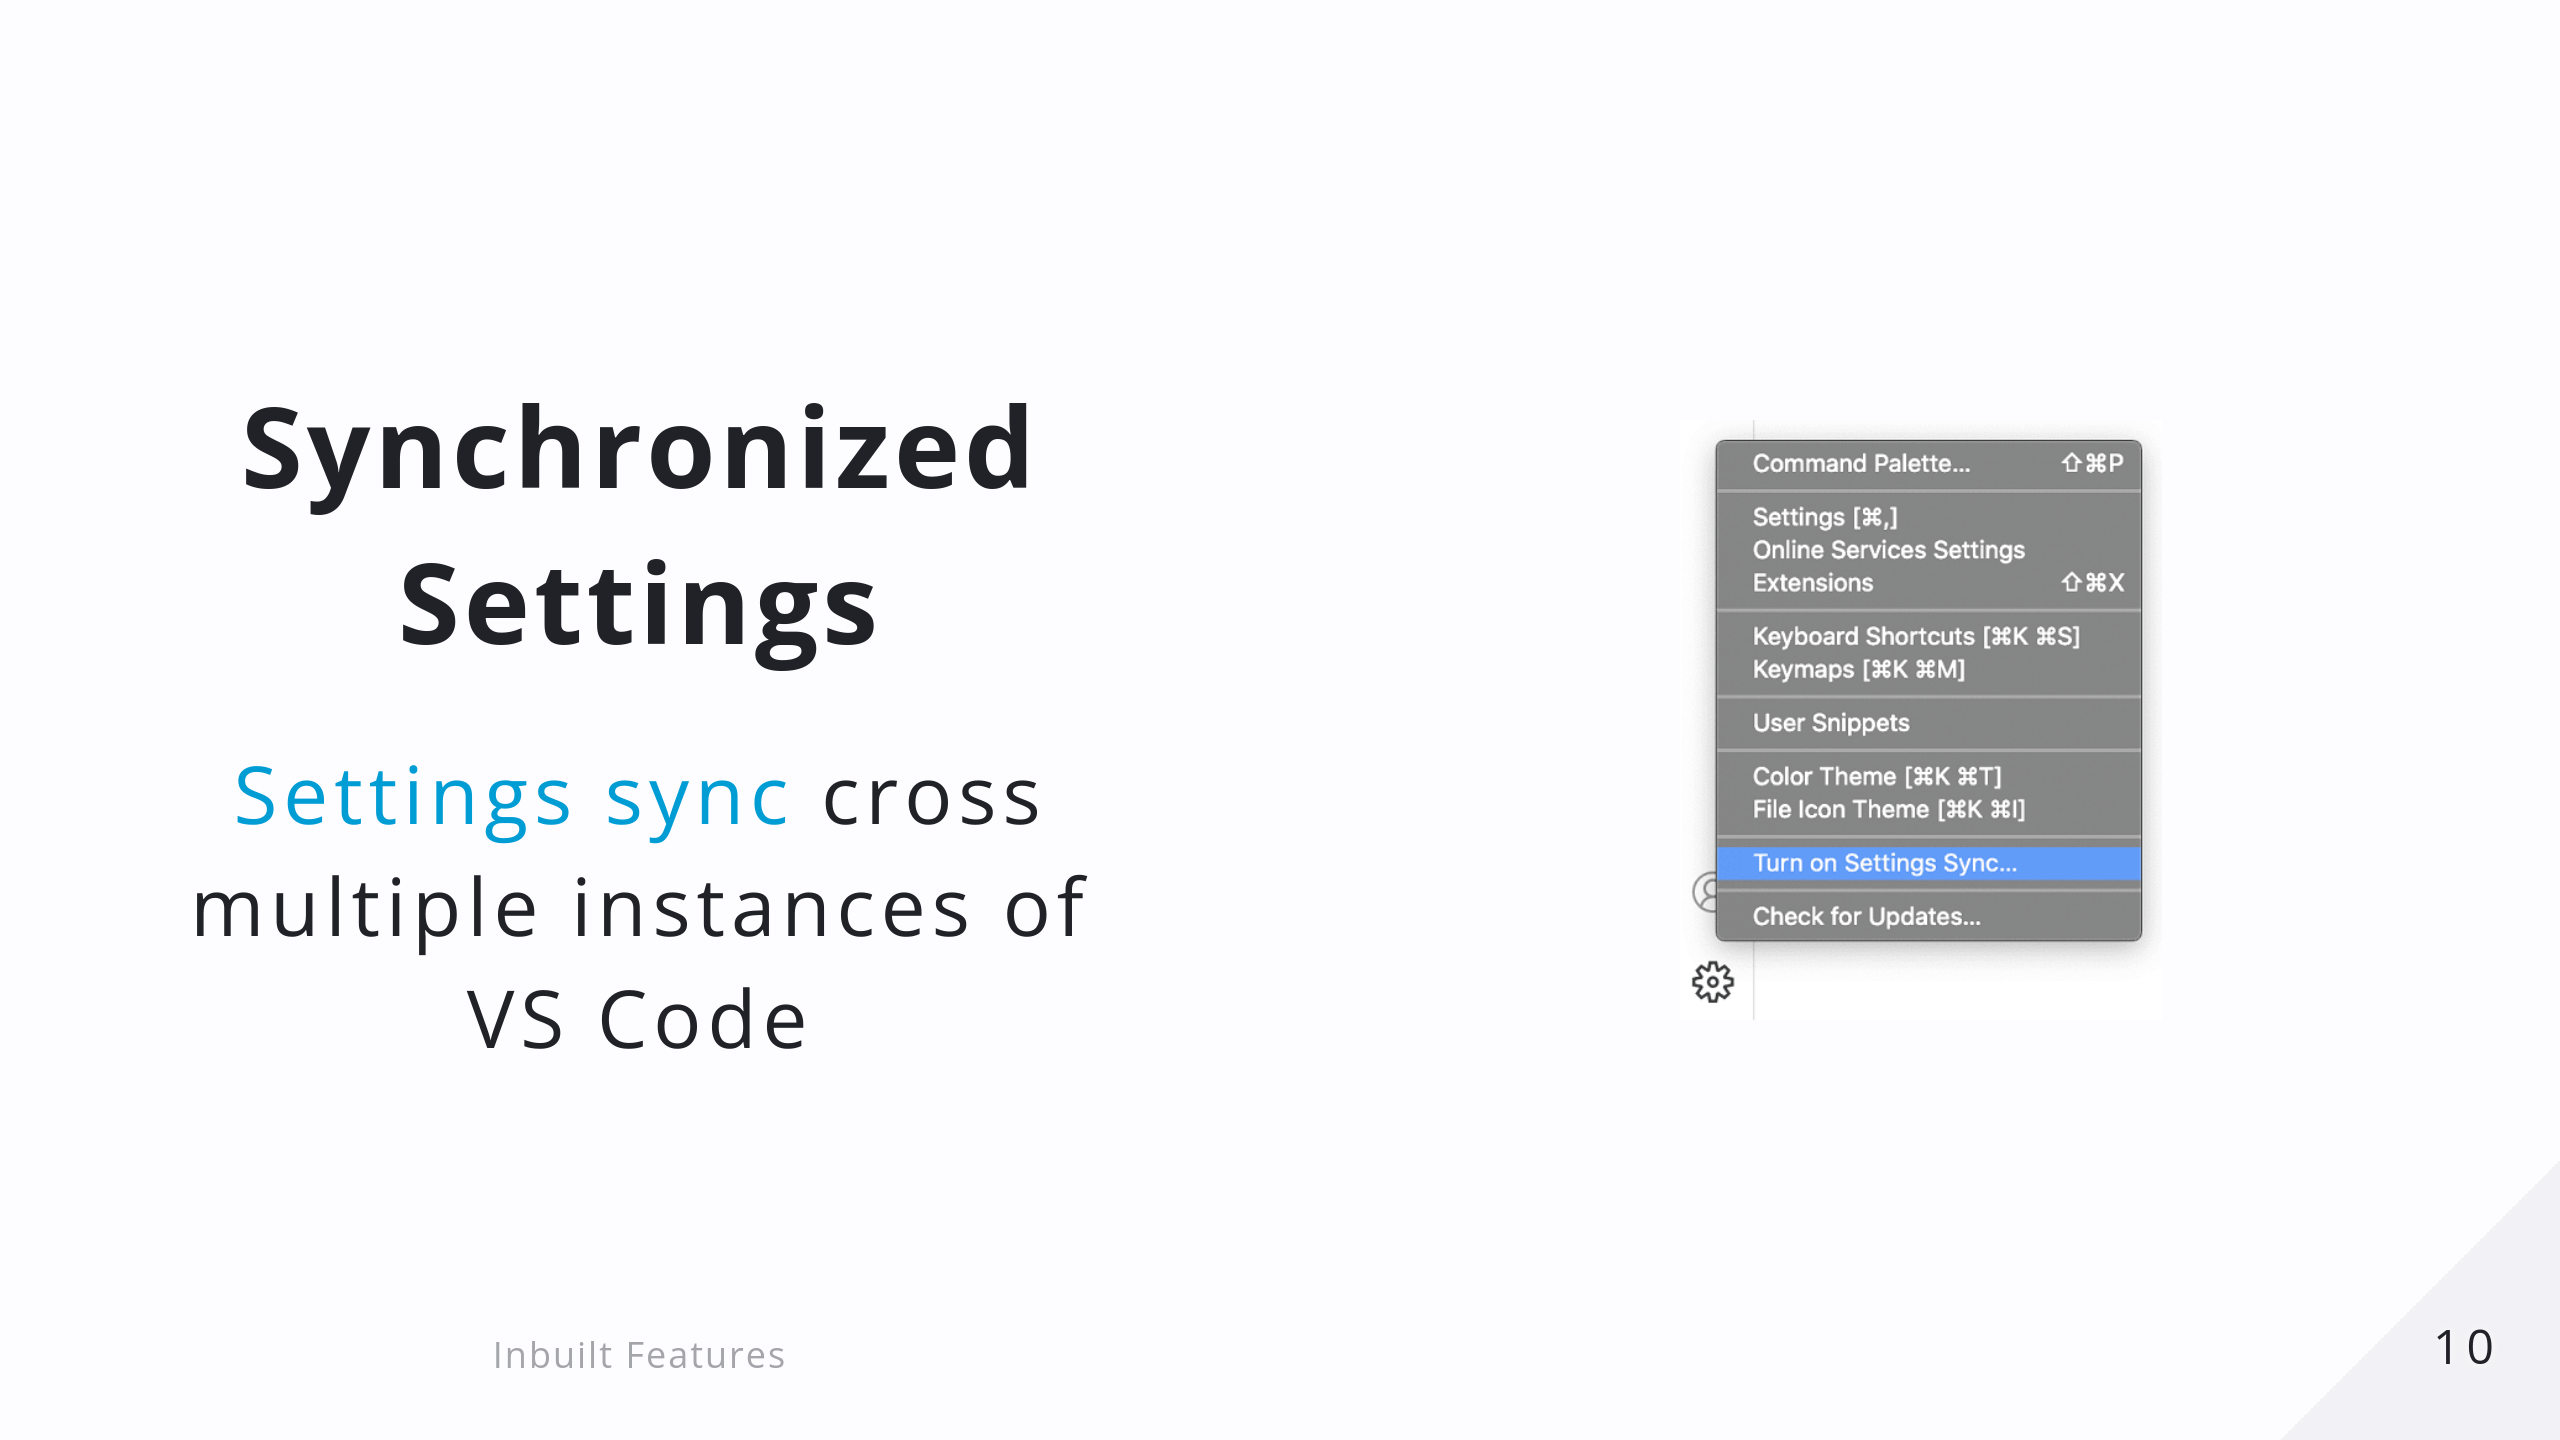 Synchronized
Settings
Settings sync cross
multiple instances of
VS Code
Command Palette... ⇧⌘P
Settings [⌘,]
Online Services Settings
Extensions ⇧⌘X
Keyboard Shortcuts [⌘K ⌘S]
Keymaps [⌘K ⌘M]
User Snippets
Color Theme [⌘K ⌘T]
File Icon Theme [⌘K ⌘I]
Turn on Settings Sync...
Check for Updates...
Inbuilt Features
10